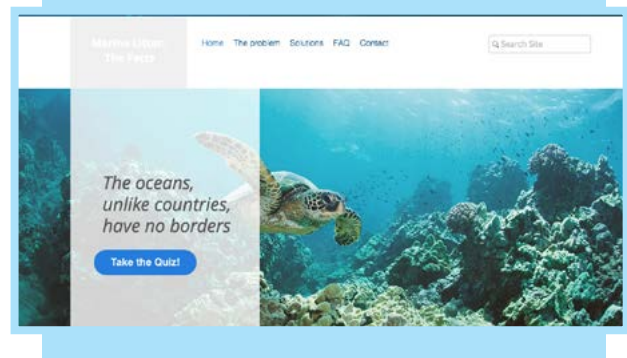 Marine Litter:
The Facts
Home The problem Solutions FAQ Contact
Search Site
The oceans,
unlike countries,
have no borders
Take the Quiz!